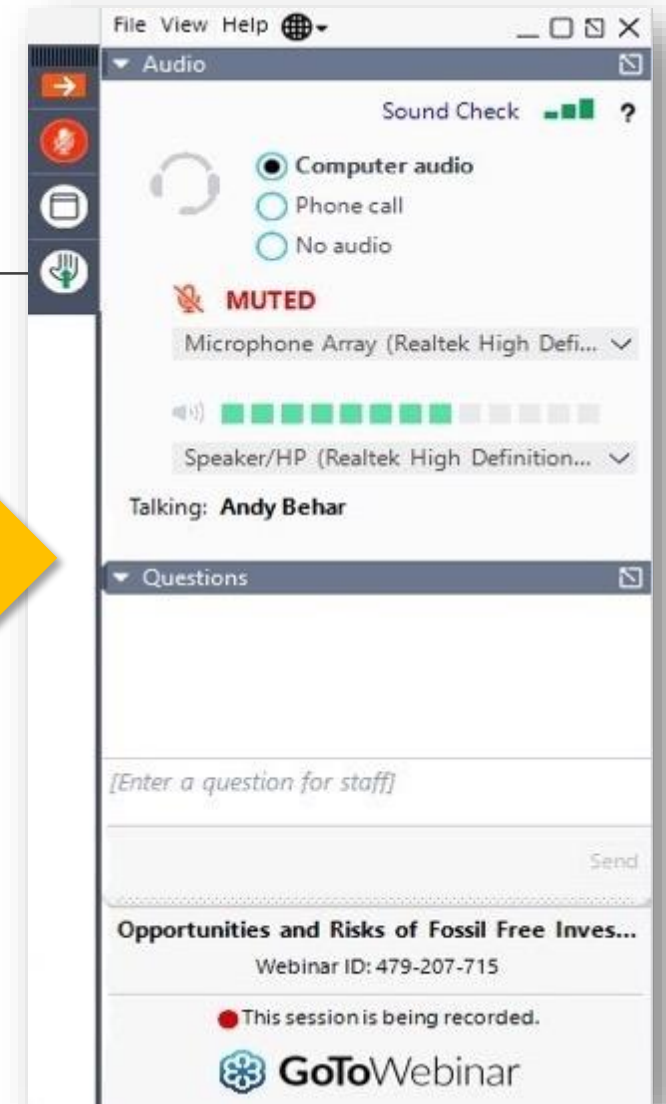 File View Help
Audio
Sound Check ?
Computer audio
Phone call
No audio
MUTED
Microphone Array (Realtek High Defi...
Speaker/HP (Realtek High Definition...
Talking: Andy Behar
Questions
[Enter a question for staff]
Send
Opportunities and Risks of Fossil Free Inves...
Webinar ID: 479-207-715
This session is being recorded.
GoToWebinar